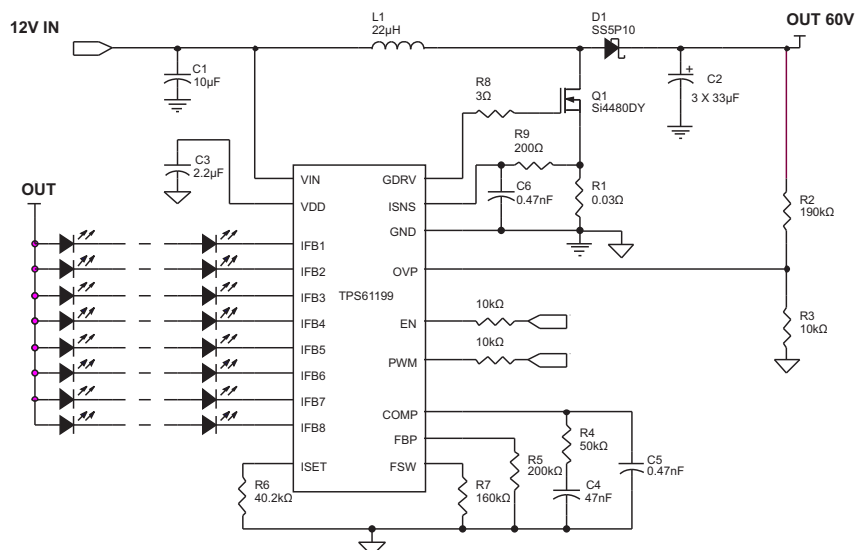 12V IN
L1
22μH
D1
SS5P10
OUT 60V
C1
10μF
R8
3Ω
Q1
Si4480DY
C2
3 X 33μF
C3
2.2μF
R9
200Ω
C6
0.47nF
R1
0.03Ω
R2
190kΩ
OUT
VIN
GDRV
VDD
ISNS
GND
IFB1
IFB2
OVP
IFB3
TPS61199
IFB4
EN
10kΩ
IFB5
PWM
10kΩ
R3
10kΩ
IFB6
IFB7
COMP
IFB8
FBP
ISET
FSW
R4
50kΩ
C5
0.47nF
R5
200kΩ
C4
47nF
R6
40.2kΩ
R7
160kΩ